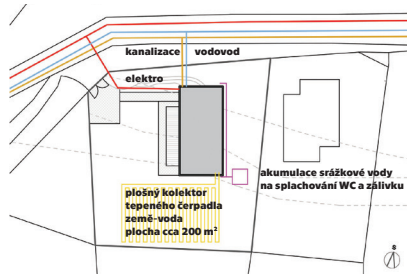 kanalizace vodovod
elektro
akumulace srážkové vody
na splachování WC a zálivku
plošný kolektor
tepeného čerpadla
země-voda
plocha cca 200 m²
s